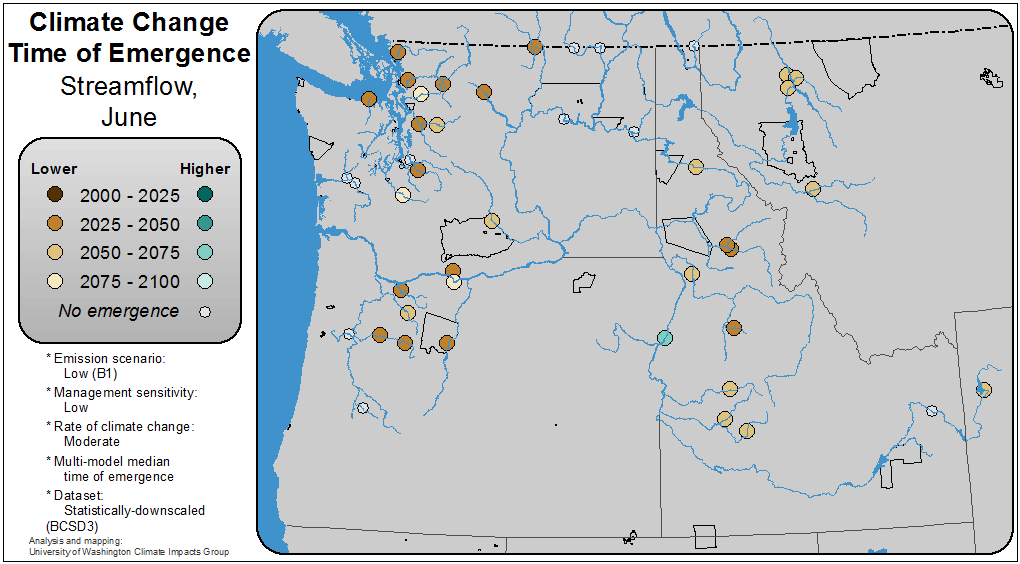 Climate Change
Time of Emergence
Streamflow,
June
Lower Higher
2000 - 2025
2025 - 2050
2050 - 2075
2075 - 2100
No emergence
* Emission scenario:
Low (B1)
* Management sensitivity:
Low
* Rate of climate change:
Moderate
* Multi-model median
time of emergence
* Dataset:
Statistically-downscaled
(BCSD3)
Analysis and mapping:
University of Washington Climate Impacts Group